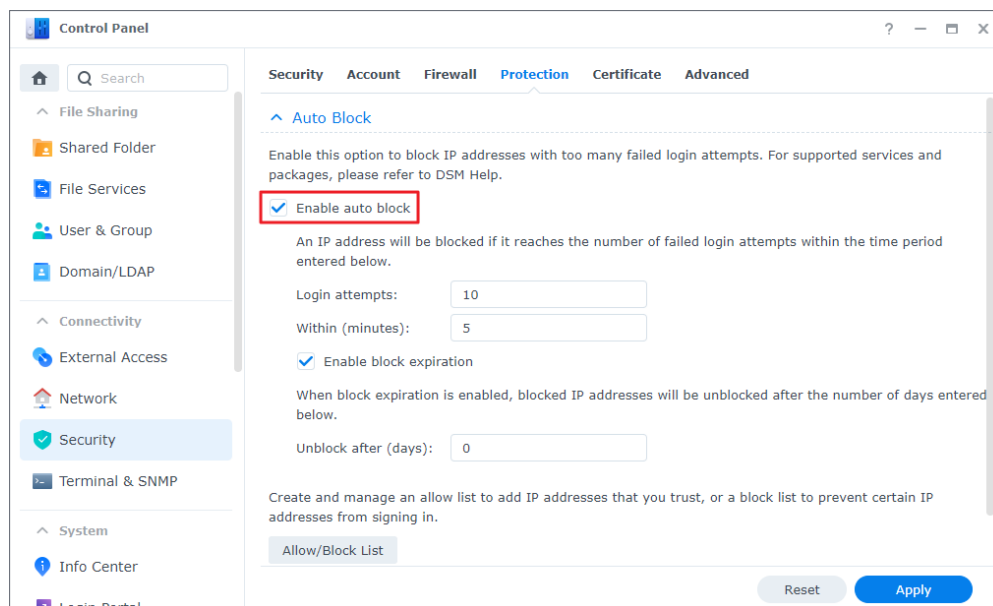 Control Panel
?
Search
File Sharing
Shared Folder
File Services
User & Group
Domain/LDAP
Connectivity
External Access
Network
Security
Terminal & SNMP
System
Info Center
Login Portal
Security Account Firewall Protection Certificate Advanced
Auto Block
Enable this option to block IP addresses with too many failed login attempts. For supported services and
packages, please refer to DSM Help.
Enable auto block
An IP address will be blocked if it reaches the number of failed login attempts within the time period
entered below.
Login attempts: 10
Within (minutes): 5
Enable block expiration
When block expiration is enabled, blocked IP addresses will be unblocked after the number of days entered
below.
Unblock after (days): 0
Create and manage an allow list to add IP addresses that you trust, or a block list to prevent certain IP
addresses from signing in.
Allow/Block List
Reset Apply